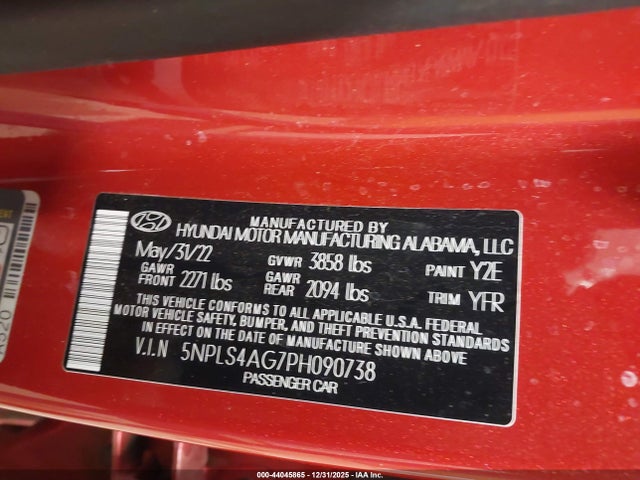 MANUFACTURED BY
HYUNDAI MOTOR MANUFACTURING ALABAMA, LLC
May/31/22 GVWR 3858 lbs PAINT Y2E
GAWR FRONT 2271 lbs GAWR REAR 2094 lbs TRIM YFR
THIS VEHICLE CONFORMS TO ALL APPLICABLE U.S.A. FEDERAL
MOTOR VEHICLE SAFETY, BUMPER, AND THEFT PREVENTION STANDARDS
IN EFFECT ON THE DATE OF MANUFACTURE SHOWN ABOVE.
V.I.N 5NPLS4AG7PH090738
PASSENGER CAR
000-44045865 - 12/31/2025 - IAA Inc.